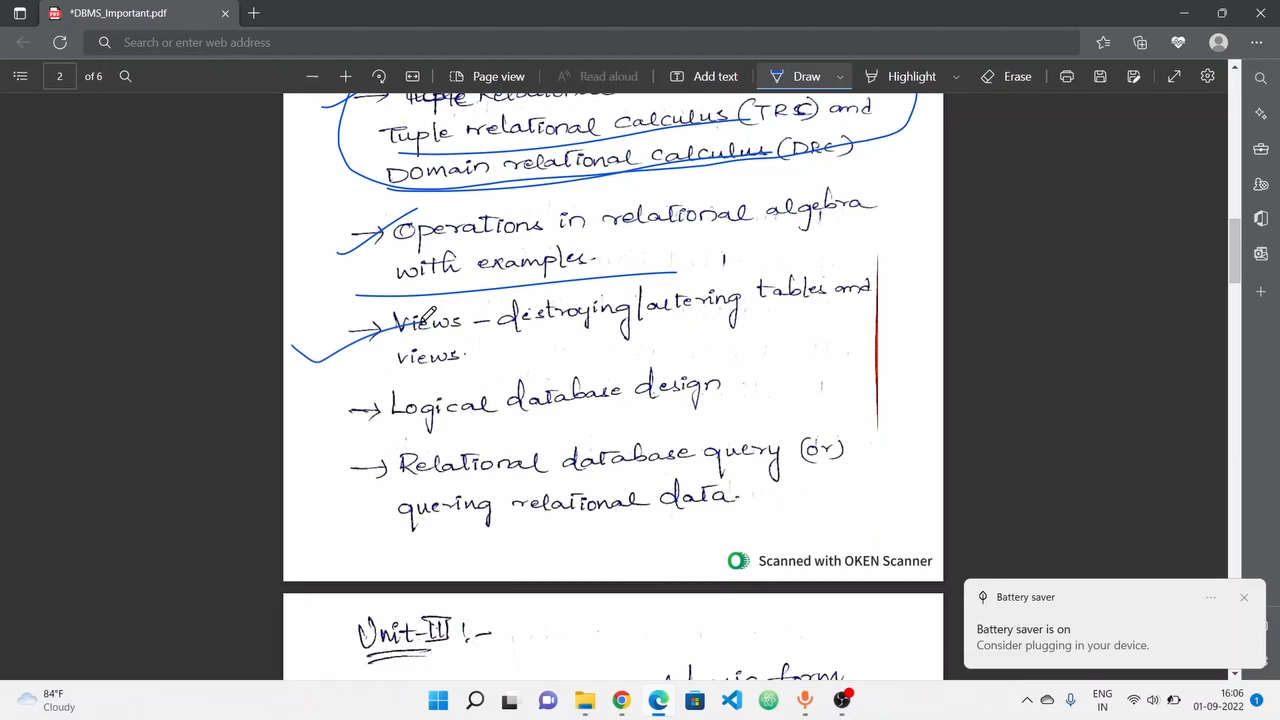 *DBMS_Important.pdf
Search or enter web address
2 of 6
Page view
Read aloud
Add text
Draw
Highlight
Erase
Tuple relational calculus (TRC) and
Domain relational calculus (DRC)
→ Operations in relational algebra
with examples.
→ Views - destroying/altering tables and
views.
→ Logical database design
→ Relational database query (or)
quering relational data.
Scanned with OKEN Scanner
Unit-III :-
Battery saver
Battery saver is on
Consider plugging in your device.
84°F
Cloudy
ENG
IN
16:06
01-09-2022
1